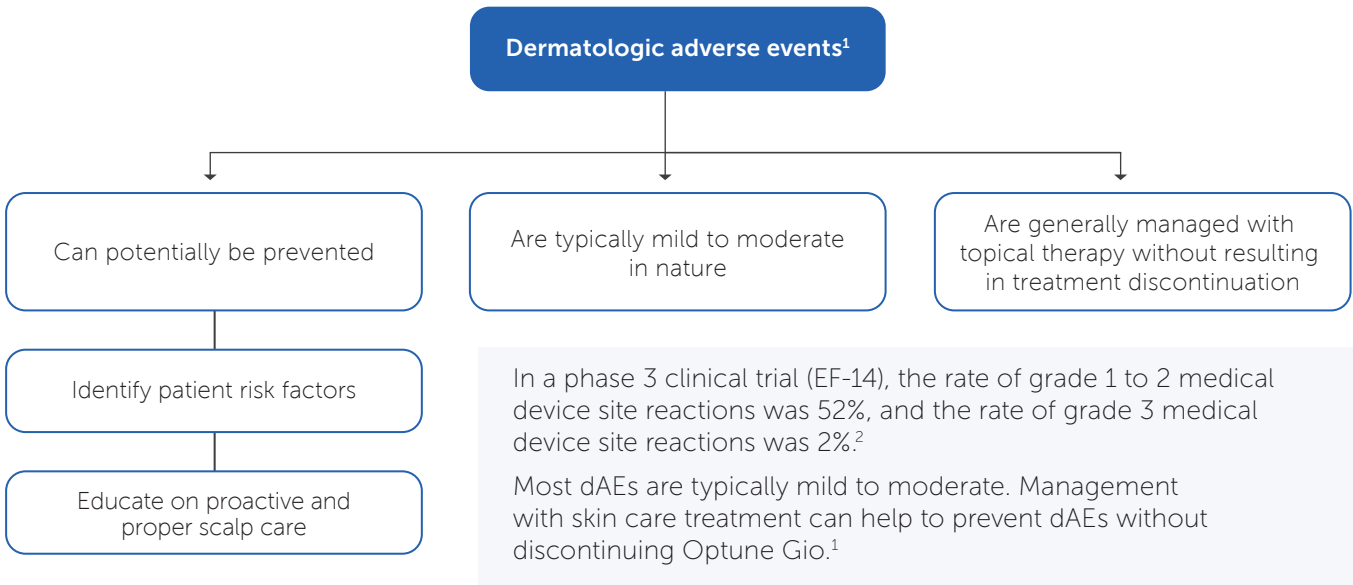 Dermatologic adverse events¹
Can potentially be prevented
Are typically mild to moderate
in nature
Are generally managed with
topical therapy without resulting
in treatment discontinuation
Identify patient risk factors
Educate on proactive and
proper scalp care
In a phase 3 clinical trial (EF-14), the rate of grade 1 to 2 medical
device site reactions was 52%, and the rate of grade 3 medical
device site reactions was 2%.²
Most dAEs are typically mild to moderate. Management
with skin care treatment can help to prevent dAEs without
discontinuing Optune Gio.¹